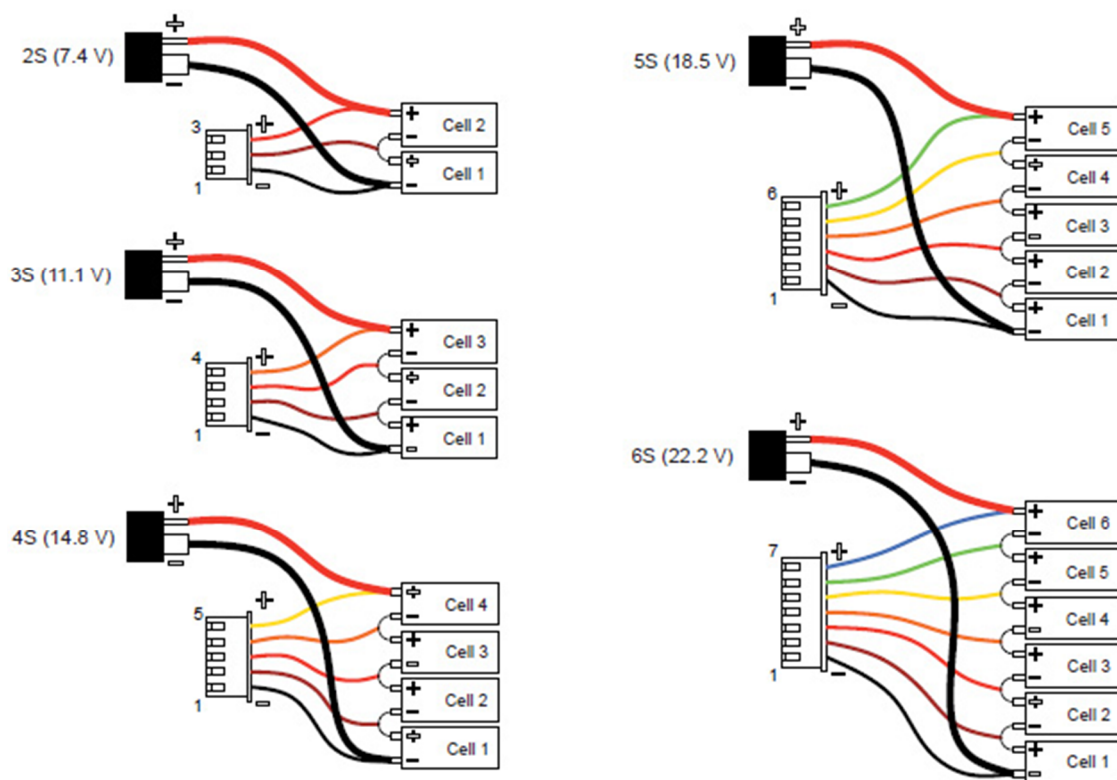 2S (7.4 V)
+
-
3
+
1
-
+
-
Cell 2
+
-
Cell 1
3S (11.1 V)
+
-
4
+
1
-
+
-
Cell 3
+
-
Cell 2
+
-
Cell 1
4S (14.8 V)
+
-
5
+
1
-
+
-
Cell 4
+
-
Cell 3
+
-
Cell 2
+
-
Cell 1
5S (18.5 V)
+
-
6
+
1
-
+
-
Cell 5
+
-
Cell 4
+
-
Cell 3
+
-
Cell 2
+
-
Cell 1
6S (22.2 V)
+
-
7
+
1
-
+
-
Cell 6
+
-
Cell 5
+
-
Cell 4
+
-
Cell 3
+
-
Cell 2
+
-
Cell 1